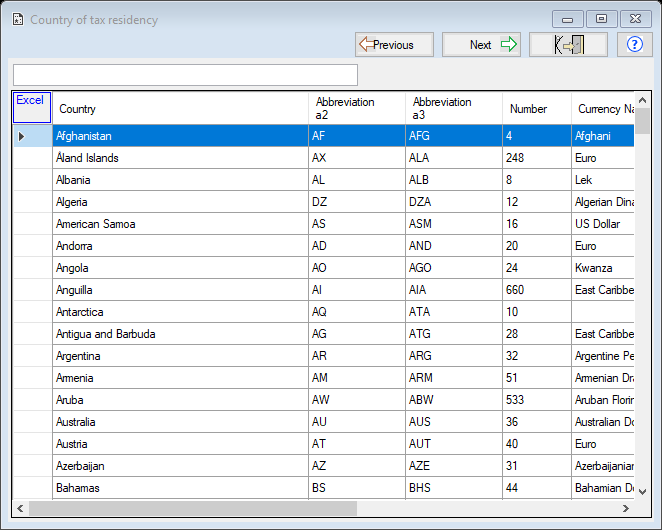 Country of tax residency
Previous Next ?
Excel Country Abbreviation a2 Abbreviation a3 Number Currency Na
Afghanistan AF AFG 4 Afghani
Åland Islands AX ALA 248 Euro
Albania AL ALB 8 Lek
Algeria DZ DZA 12 Algerian Dina
American Samoa AS ASM 16 US Dollar
Andorra AD AND 20 Euro
Angola AO AGO 24 Kwanza
Anguilla AI AIA 660 East Caribbe
Antarctica AQ ATA 10
Antigua and Barbuda AG ATG 28 East Caribbe
Argentina AR ARG 32 Argentine Pe
Armenia AM ARM 51 Armenian Dra
Aruba AW ABW 533 Aruban Florin
Australia AU AUS 36 Australian Do
Austria AT AUT 40 Euro
Azerbaijan AZ AZE 31 Azerbaijanian
Bahamas BS BHS 44 Bahamian Do